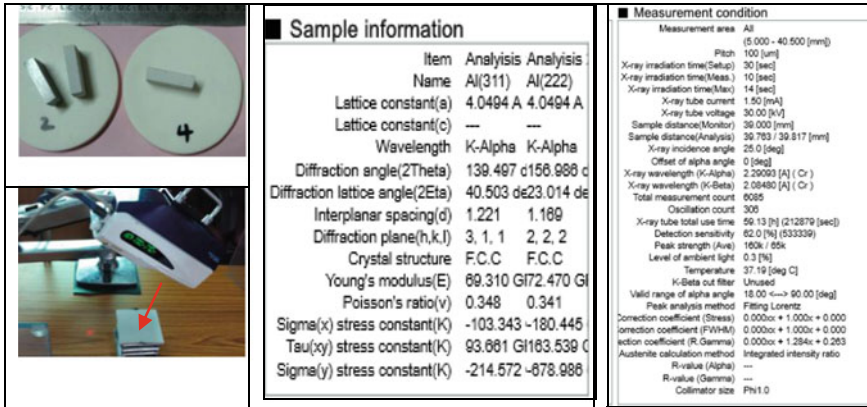 2
4
■ Sample information
Item Analyisis Analyisis
Name Al(311) Al(222)
Lattice constant(a) 4.0494 A 4.0494 A
Lattice constant(c) ---
Wavelength K-Alpha K-Alpha
Diffraction angle(2Theta) 139.497 d156.986 d
Diffraction lattice angle(2Eta) 40.503 de23.014 de
Interplanar spacing(d) 1.221 1.169
Diffraction plane(h,k,l) 3, 1, 1 2, 2, 2
Crystal structure F.C.C F.C.C
Young's modulus(E) 69.310 GI72.470 GI
Poisson's ratio(v) 0.348 0.341
Sigma(x) stress constant(K) -103.343 -180.445
Tau(xy) stress constant(K) 93.661 GI163.539 G
Sigma(y) stress constant(K) -214.572 -678.986
■ Measurement condition
Measurement area All
(5.000 - 40.500 [mm])
Pitch 100 [um]
X-ray irradiation time(Setup) 30 [sec]
X-ray irradiation time(Meas.) 10 [sec]
X-ray irradiation time(Max) 14 [sec]
X-ray tube current 1.50 [mA]
X-ray tube voltage 30.00 [kV]
Sample distance(Monitor) 39.000 [mm]
Sample distance(Analysis) 39.763 / 39.817 [mm]
X-ray incidence angle 25.0 [deg]
Offset of alpha angle 0 [deg]
X-ray wavelength (K-Alpha) 2.29093 [A] ( Cr )
X-ray wavelength (K-Beta) 2.08480 [A] ( Cr )
Total measurement count 6085
Oscillation count 306
X-ray tube total use time 59.13 [h] (212879 [sec])
Detection sensitivity 62.0 [%] (533339)
Peak strength (Ave) 160k / 65k
Level of ambient light 0.3 [%]
Temperature 37.19 [deg C]
K-Beta cut filter Unused
Valid range of alpha angle 18.00 <---> 90.00 [deg]
Peak analysis method Fitting Lorentz
Correction coefficient (Stress) 0.000xx + 1.000x + 0.000
orrection coefficient (FWHM) 0.000xx + 1.000x + 0.000
ection coefficient (R.Gamma) 0.000xx + 1.284x + 0.263
Austenite calculation method Integrated intensity ratio
R-value (Alpha) ---
R-value (Gamma) ---
Collimator size Phi1.0